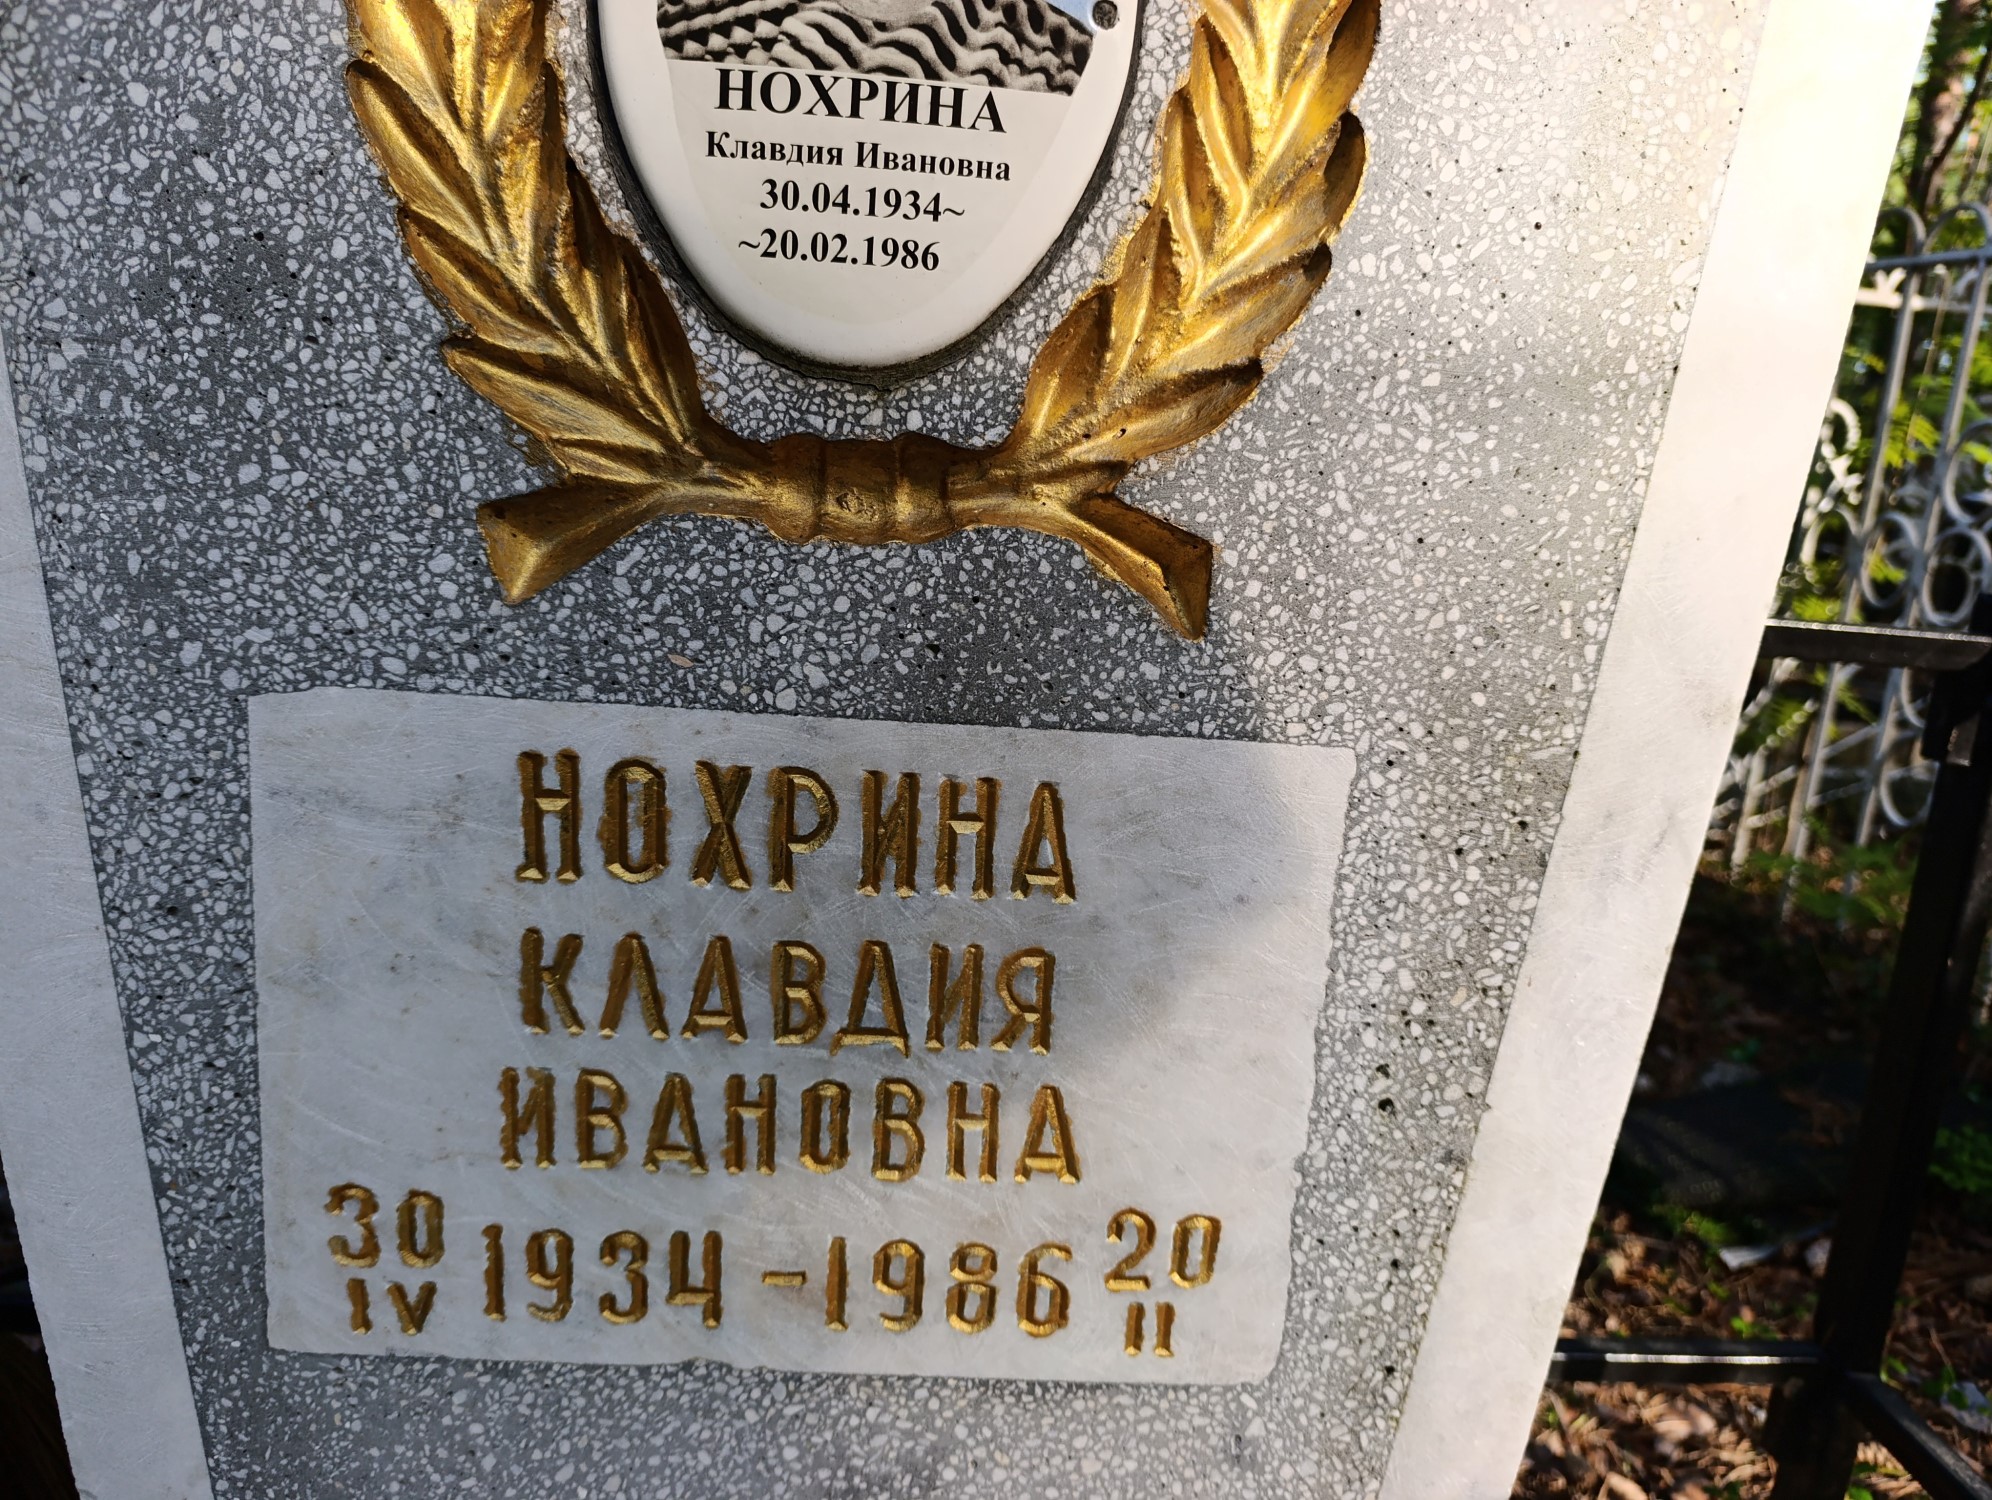 НОХРИНА
Клавдия Ивановна
30.04.1934~
~20.02.1986
НОХРИНА
КЛАВДИЯ
ИВАНОВНА
30 IV 1934 - 1986 20 II